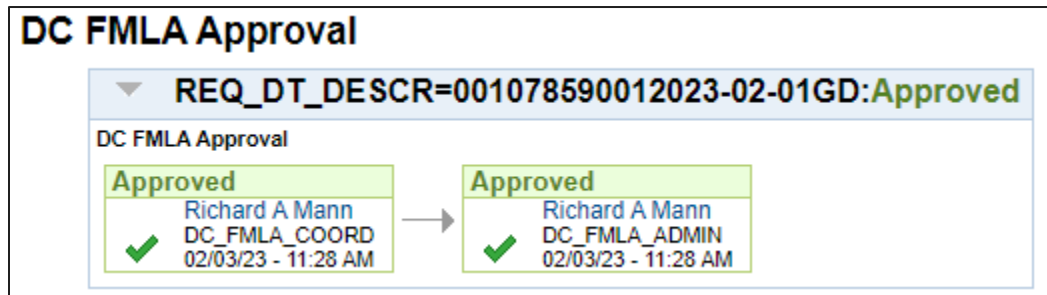 DC FMLA Approval
REQ_DT_DESCR=001078590012023-02-01GD:Approved
DC FMLA Approval
Approved
Richard A Mann
DC_FMLA_COORD
02/03/23 - 11:28 AM
Approved
Richard A Mann
DC_FMLA_ADMIN
02/03/23 - 11:28 AM